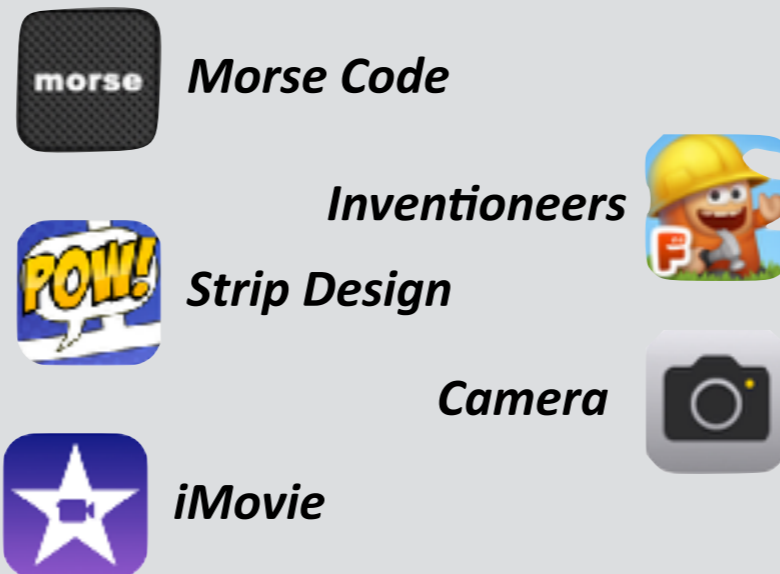 morse
Morse Code
Inventioneers
F
POW!
Strip Design
Camera
iMovie